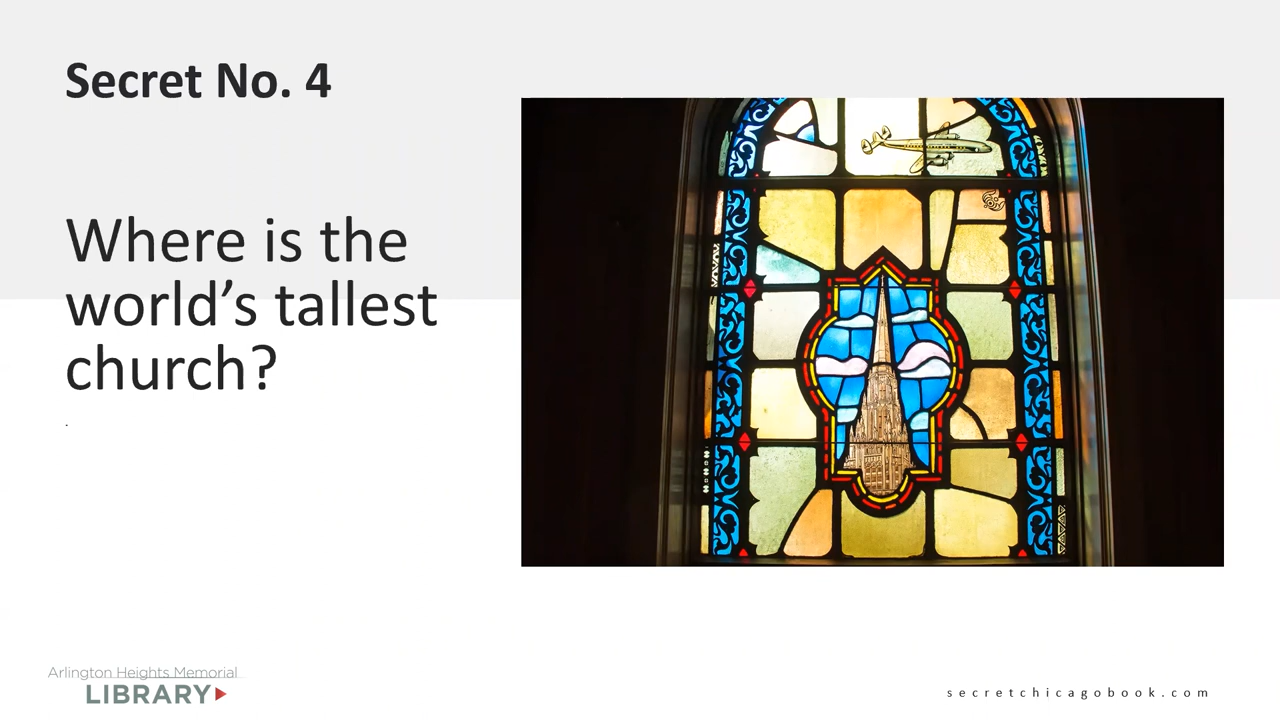 Secret No. 4
Where is the
world’s tallest
church?
.
Arlington Heights Memorial
LIBRARY
secretchicagobook.com